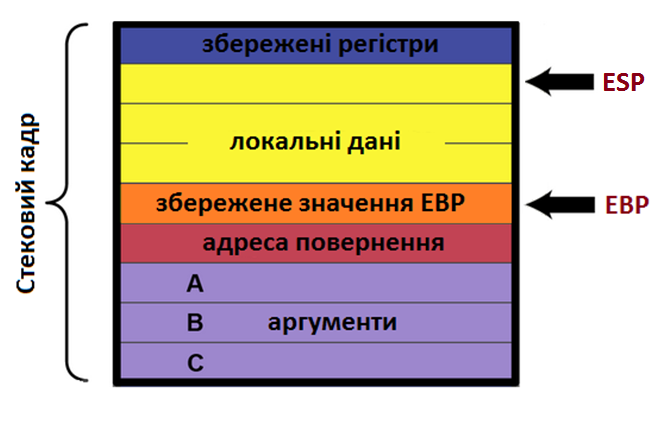 збережені регістри
ESP
локальні дані
Стековий кадр
збережене значення EBP
EBP
адреса повернення
A
B аргументи
C